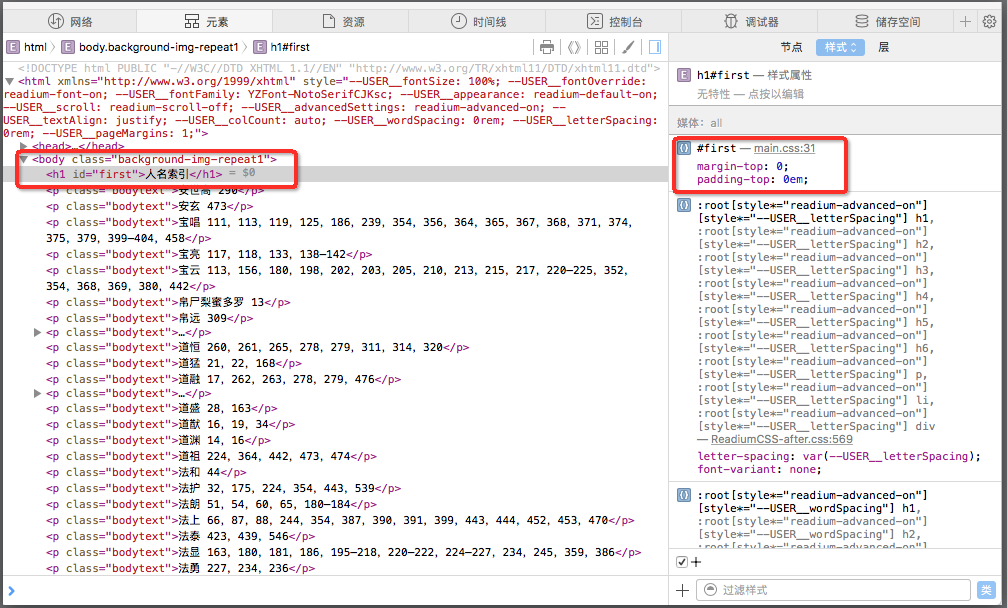 网络 元素 资源 时间线 控制台 调试器 储存空间
E html E body.background-img-repeat1 E h1#first 节点 样式 层
<!DOCTYPE html PUBLIC "-//W3C//DTD XHTML 1.1//EN" "http://www.w3.org/TR/xhtml11/DTD/xhtml11.dtd">
<html xmlns="http://www.w3.org/1999/xhtml" style="--USER__fontSize: 100%; --USER__fontOverride:
readium-font-on; --USER__fontFamily: YZFont-NotoSerifCJKsc; --USER__appearance: readium-default-on;
--USER__scroll: readium-scroll-off; --USER__advancedSettings: readium-advanced-on; --
USER__textAlign: justify; --USER__colCount: auto; --USER__wordSpacing: 0rem; --USER__letterSpacing:
0rem; --USER__pageMargins: 1;">
<head>…</head>
<body class="background-img-repeat1">
<h1 id="first">人名索引</h1> = $0
<p class="bodytext">安世高 290</p>
<p class="bodytext">安玄 473</p>
<p class="bodytext">宝唱 111, 113, 119, 125, 186, 239, 354, 356, 364, 365, 367, 368, 371, 374,
375, 379, 399-404, 458</p>
<p class="bodytext">宝亮 117, 118, 133, 138-142</p>
<p class="bodytext">宝云 113, 156, 180, 198, 202, 203, 205, 210, 213, 215, 217, 220-225, 352,
354, 368, 369, 380, 442</p>
<p class="bodytext">帛尸梨蜜多罗 13</p>
<p class="bodytext">帛远 309</p>
<p class="bodytext">…</p>
<p class="bodytext">道恒 260, 261, 265, 278, 279, 311, 314, 320</p>
<p class="bodytext">道猛 21, 22, 168</p>
<p class="bodytext">道融 17, 262, 263, 278, 279, 476</p>
<p class="bodytext">…</p>
<p class="bodytext">道盛 28, 163</p>
<p class="bodytext">道猷 16, 19, 34</p>
<p class="bodytext">道渊 14, 16</p>
<p class="bodytext">道祖 224, 364, 442, 473, 474</p>
<p class="bodytext">法和 44</p>
<p class="bodytext">法护 32, 175, 224, 354, 443, 539</p>
<p class="bodytext">法朗 51, 54, 60, 65, 180-184</p>
<p class="bodytext">法上 66, 87, 88, 244, 354, 387, 390, 391, 399, 443, 444, 452, 453, 470</p>
<p class="bodytext">法泰 423, 439, 546</p>
<p class="bodytext">法显 163, 180, 181, 186, 195-218, 220-222, 224-227, 234, 245, 359, 386</p>
<p class="bodytext">法勇 227, 234, 236</p>
E h1#first — 样式属性
无特性 — 点按以编辑
媒体: all
#first — main.css:31
margin-top: 0;
padding-top: 0em;
:root[style*="readium-advanced-on"]
[style*="--USER__letterSpacing"] h1,
:root[style*="readium-advanced-on"]
[style*="--USER__letterSpacing"] h2,
:root[style*="readium-advanced-on"]
[style*="--USER__letterSpacing"] h3,
:root[style*="readium-advanced-on"]
[style*="--USER__letterSpacing"] h4,
:root[style*="readium-advanced-on"]
[style*="--USER__letterSpacing"] h5,
:root[style*="readium-advanced-on"]
[style*="--USER__letterSpacing"] h6,
:root[style*="readium-advanced-on"]
[style*="--USER__letterSpacing"] p,
:root[style*="readium-advanced-on"]
[style*="--USER__letterSpacing"] li,
:root[style*="readium-advanced-on"]
[style*="--USER__letterSpacing"] div
— ReadiumCSS-after.css:569
letter-spacing: var(--USER__letterSpacing);
font-variant: none;
:root[style*="readium-advanced-on"]
[style*="--USER__wordSpacing"] h1,
:root[style*="readium-advanced-on"]
[style*="--USER__wordSpacing"] h2,
:root[style*="readium-advanced-on"]
过滤样式 类